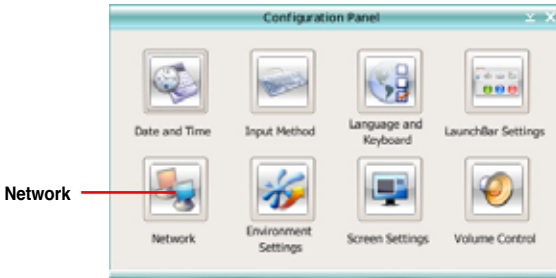 Configuration Panel
Date and Time
Input Method
Language and
Keyboard
LaunchBar Settings
Network
Network
Environment
Settings
Screen Settings
Volume Control